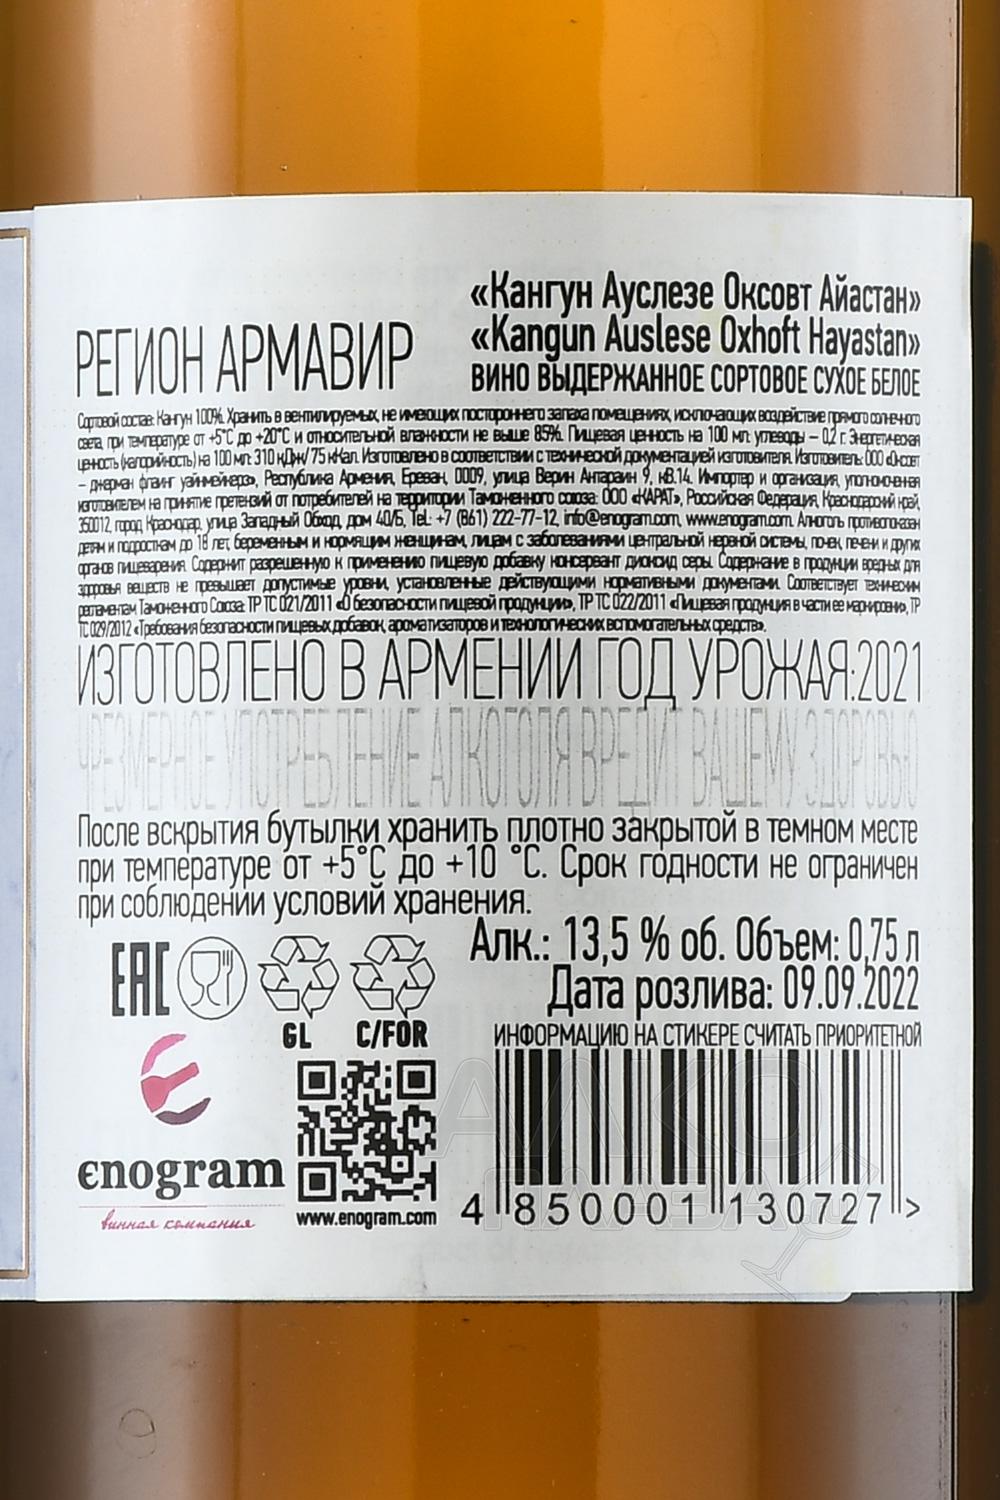 «Кангун Ауслезе Оксовт Айастан»
«Kangun Auslese Oxhoft Hayastan»
РЕГИОН АРМАВИР
ВИНО ВЫДЕРЖАННОЕ СОРТОВОЕ СУХОЕ БЕЛОЕ
Сортовой состав: Кангун 100%. Хранить в вентилируемых, не имеющих постороннего запаха помещениях, исключающих воздействие прямого солнечного
света, при температуре от +5°С до +20°С и относительной влажности не выше 85%. Пищевая ценность на 100 мл: углеводы – 0,2 г. Энергетическая
ценность (калорийность) на 100 мл: 310 кДж/ 75 кКал. Изготовлено в соответствии с технической документацией изготовителя. Изготовитель: ООО «Оксовт
– джерман флаинг уайнмейкерз», Республика Армения, Ереван, 0009, улица Верин Антараин 9, кв.14. Импортер и организация, уполномоченая
изготовителем на принятие претензий от потребителей на территории Таможенного союза: ООО «КАРАТ», Российская Федерация, Краснодарский край,
350012, город Краснодар, улица Западный Обход, дом 40/Б, Tel.: +7 (861) 222-77-12, info@enogram.com, www.enogram.com. Алкоголь противопоказан
детям и подросткам до 18 лет, беременным и кормящим женщинам, лицам с заболеваниями центральной нервной системы, почек, печени и других
органов пищеварения. Содержит разрешенную к применению пищевую добавку консервант диоксид серы. Содержание в продукции вредных для
здоровья веществ не превышает допустимые уровни, установленные действующими нормативными документами. Соответствует техническим
регламентам Таможенного Союза: ТР ТС 021/2011 «О безопасности пищевой продукции», ТР ТС 022/2011 «Пищевая продукция в части ее маркировки», ТР
ТС 029/2012 «Требования безопасности пищевых добавок, ароматизаторов и технологических вспомогательных средств».
ИЗГОТОВЛЕНО В АРМЕНИИ ГОД УРОЖАЯ:2021
ЧРЕЗМЕРНОЕ УПОТРЕБЛЕНИЕ АЛКОГОЛЯ ВРЕДИТ ВАШЕМУ ЗДОРОВЬЮ
После вскрытия бутылки хранить плотно закрытой в темном месте
при температуре от +5°С до +10 °С. Срок годности не ограничен
при соблюдении условий хранения.
Алк.: 13,5 % об. Объем: 0,75 л
Дата розлива: 09.09.2022
ИНФОРМАЦИЮ НА СТИКЕРЕ СЧИТАТЬ ПРИОРИТЕТНОЙ
EAC
GL C/FOR
enogram
винная компания
www.enogram.com
4 850001 130727 >
АЛКО
ПЛАЗА